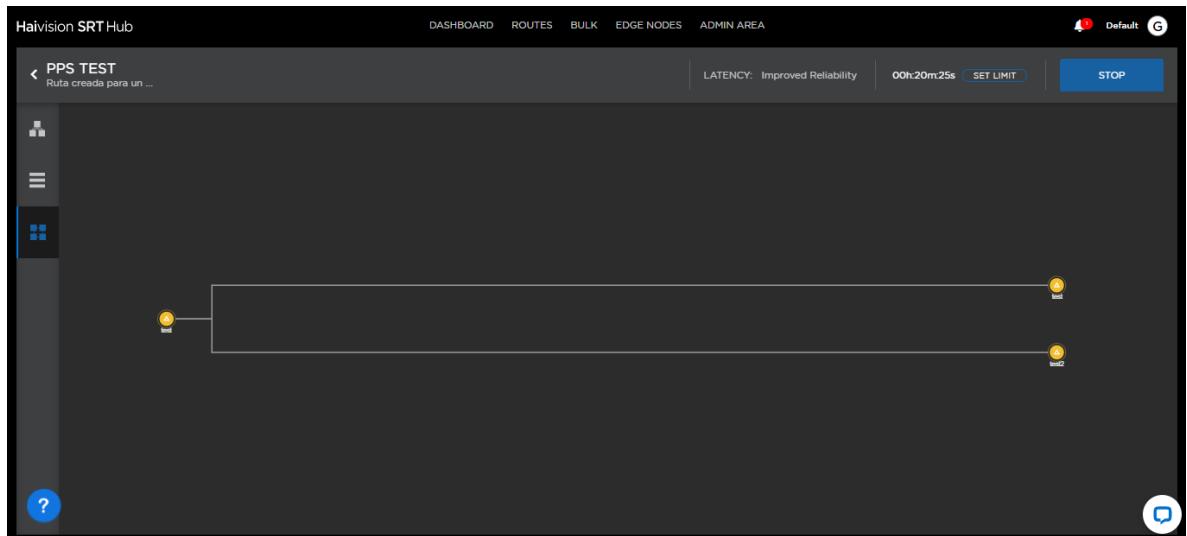 Haivision SRT Hub
DASHBOARD ROUTES BULK EDGE NODES ADMIN AREA
1
Default G
PPS TEST
Ruta creada para un ...
LATENCY: Improved Reliability
00h:20m:25s SET LIMIT
STOP
test
test
test2
?